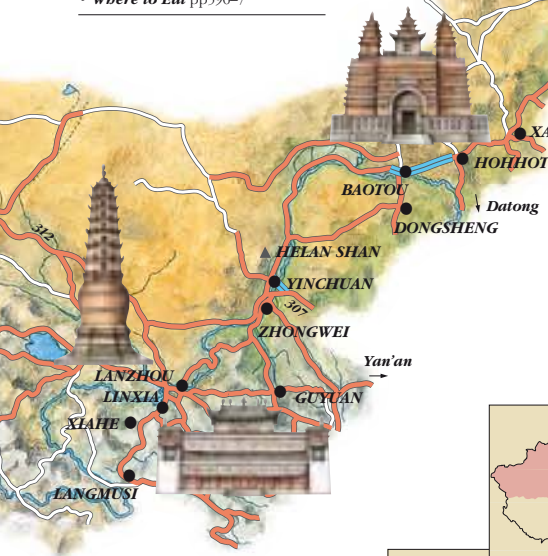 • Where to Eat pp590–7
XA
HOHHOT
BAOTOU
Datong
DONGSHENG
312
HELAN SHAN
YINCHUAN
307
ZHONGWEI
Yan'an
LANZHOU
LINXIA
GUYUAN
XIAHE
LANGMUSI